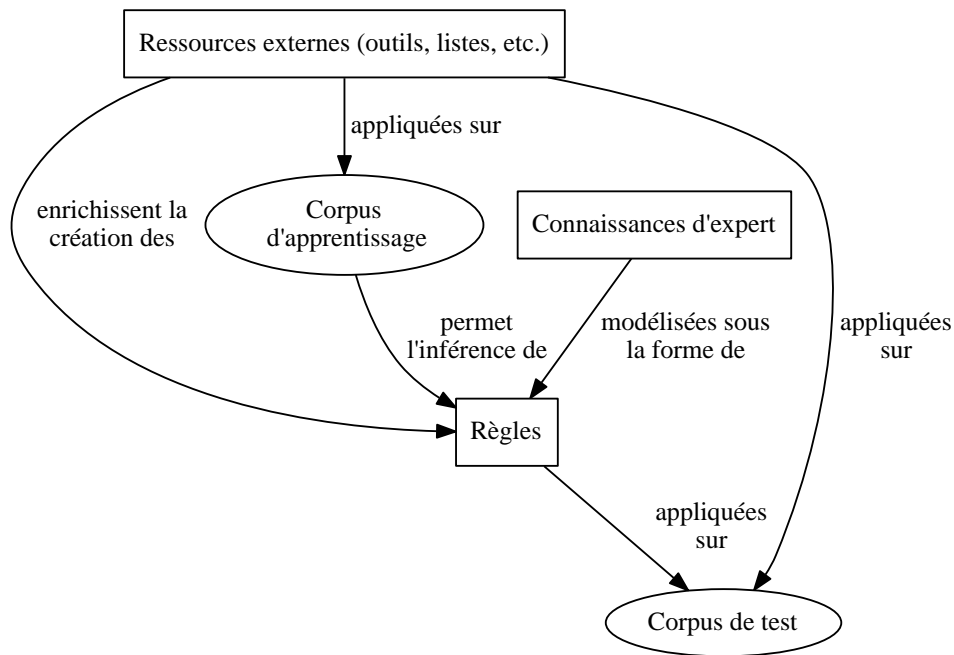 Ressources externes (outils, listes, etc.)
appliquées sur
enrichissent la
création des
Corpus
d'apprentissage
Connaissances d'expert
permet
l'inférence de
modélisées sous
la forme de
appliquées
sur
Règles
appliquées
sur
Corpus de test